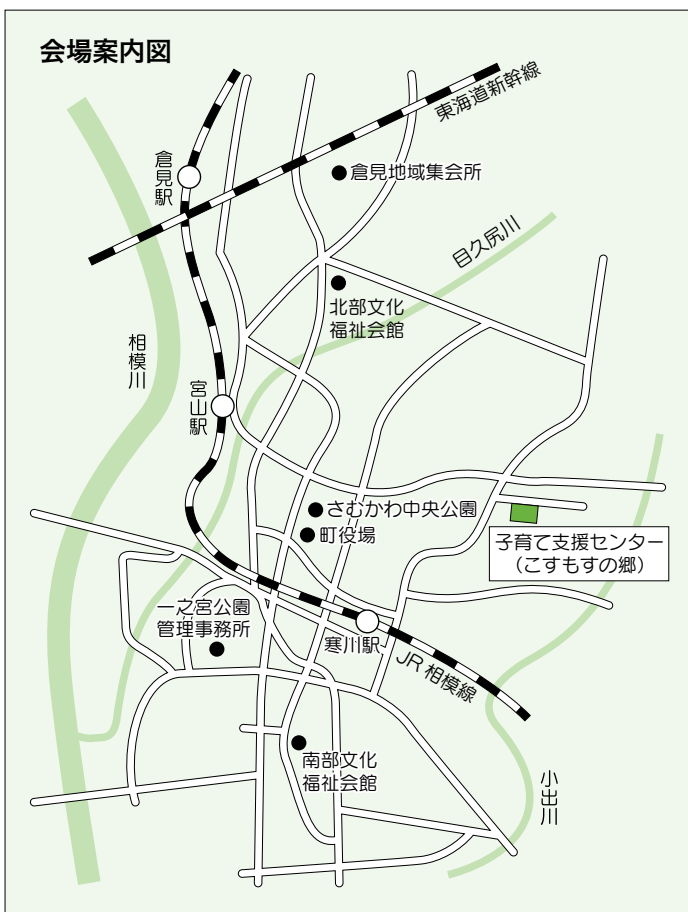 会場案内図
東海道新幹線
倉見駅
倉見地域集会所
目久尻川
北部文化
福祉会館
相模川
宮山駅
さむかわ中央公園
町役場
子育て支援センター
（こすもすの郷）
一之宮公園
管理事務所
寒川駅
JR相模線
南部文化
福祉会館
小出川